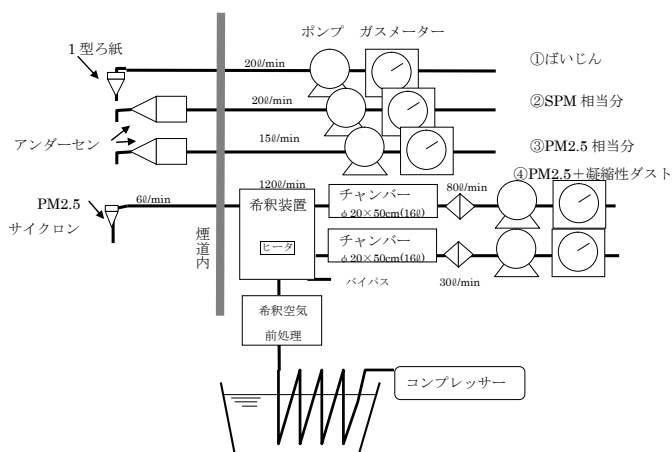 ポンプ ガスメーター
1型ろ紙
20ℓ/min
①ばいじん
20ℓ/min
②SPM 相当分
アンダーセン
15ℓ/min
③PM2.5 相当分
④PM2.5+凝縮性ダスト
PM2.5
サイクロン
6ℓ/min
煙道内
120ℓ/min
希釈装置
ヒータ
チャンバー
φ20×50cm(16ℓ)
80ℓ/min
チャンバー
φ20×50cm(16ℓ)
バイパス
30ℓ/min
希釈空気
前処理
コンプレッサー